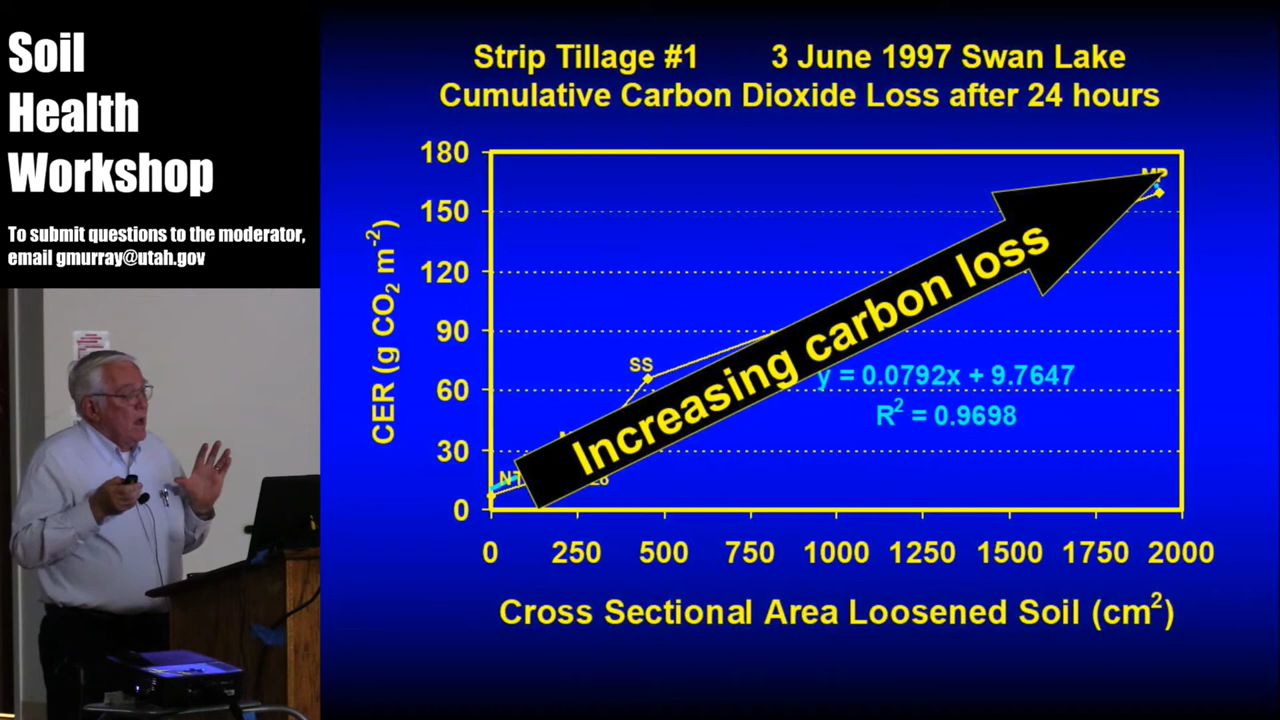 Soil
Health
Workshop
To submit questions to the moderator,
email gmurray@utah.gov
Strip Tillage #1 3 June 1997 Swan Lake
Cumulative Carbon Dioxide Loss after 24 hours
CER (g CO2 m-2)
180
150
120
90
60
30
0
MP
SS
NT
Increasing carbon loss
y = 0.0792x + 9.7647
R2 = 0.9698
0 250 500 750 1000 1250 1500 1750 2000
Cross Sectional Area Loosened Soil (cm2)